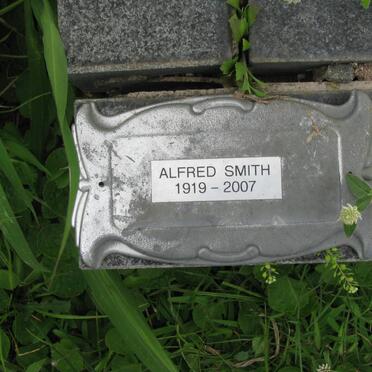 ALFRED SMITH
1919 - 2007